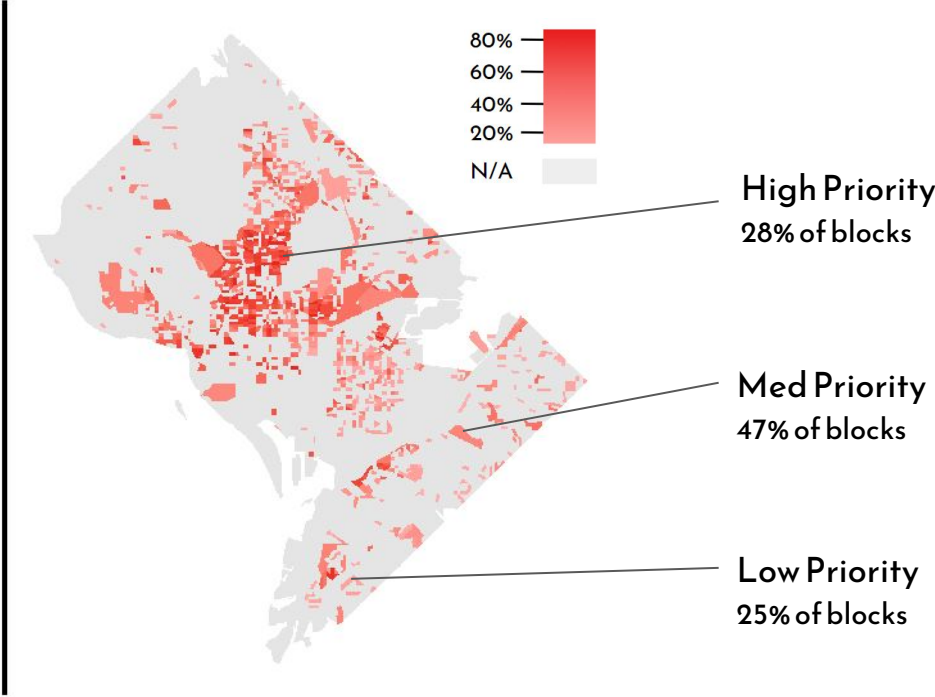 80%
60%
40%
20%
N/A
High Priority
28% of blocks
Med Priority
47% of blocks
Low Priority
25% of blocks